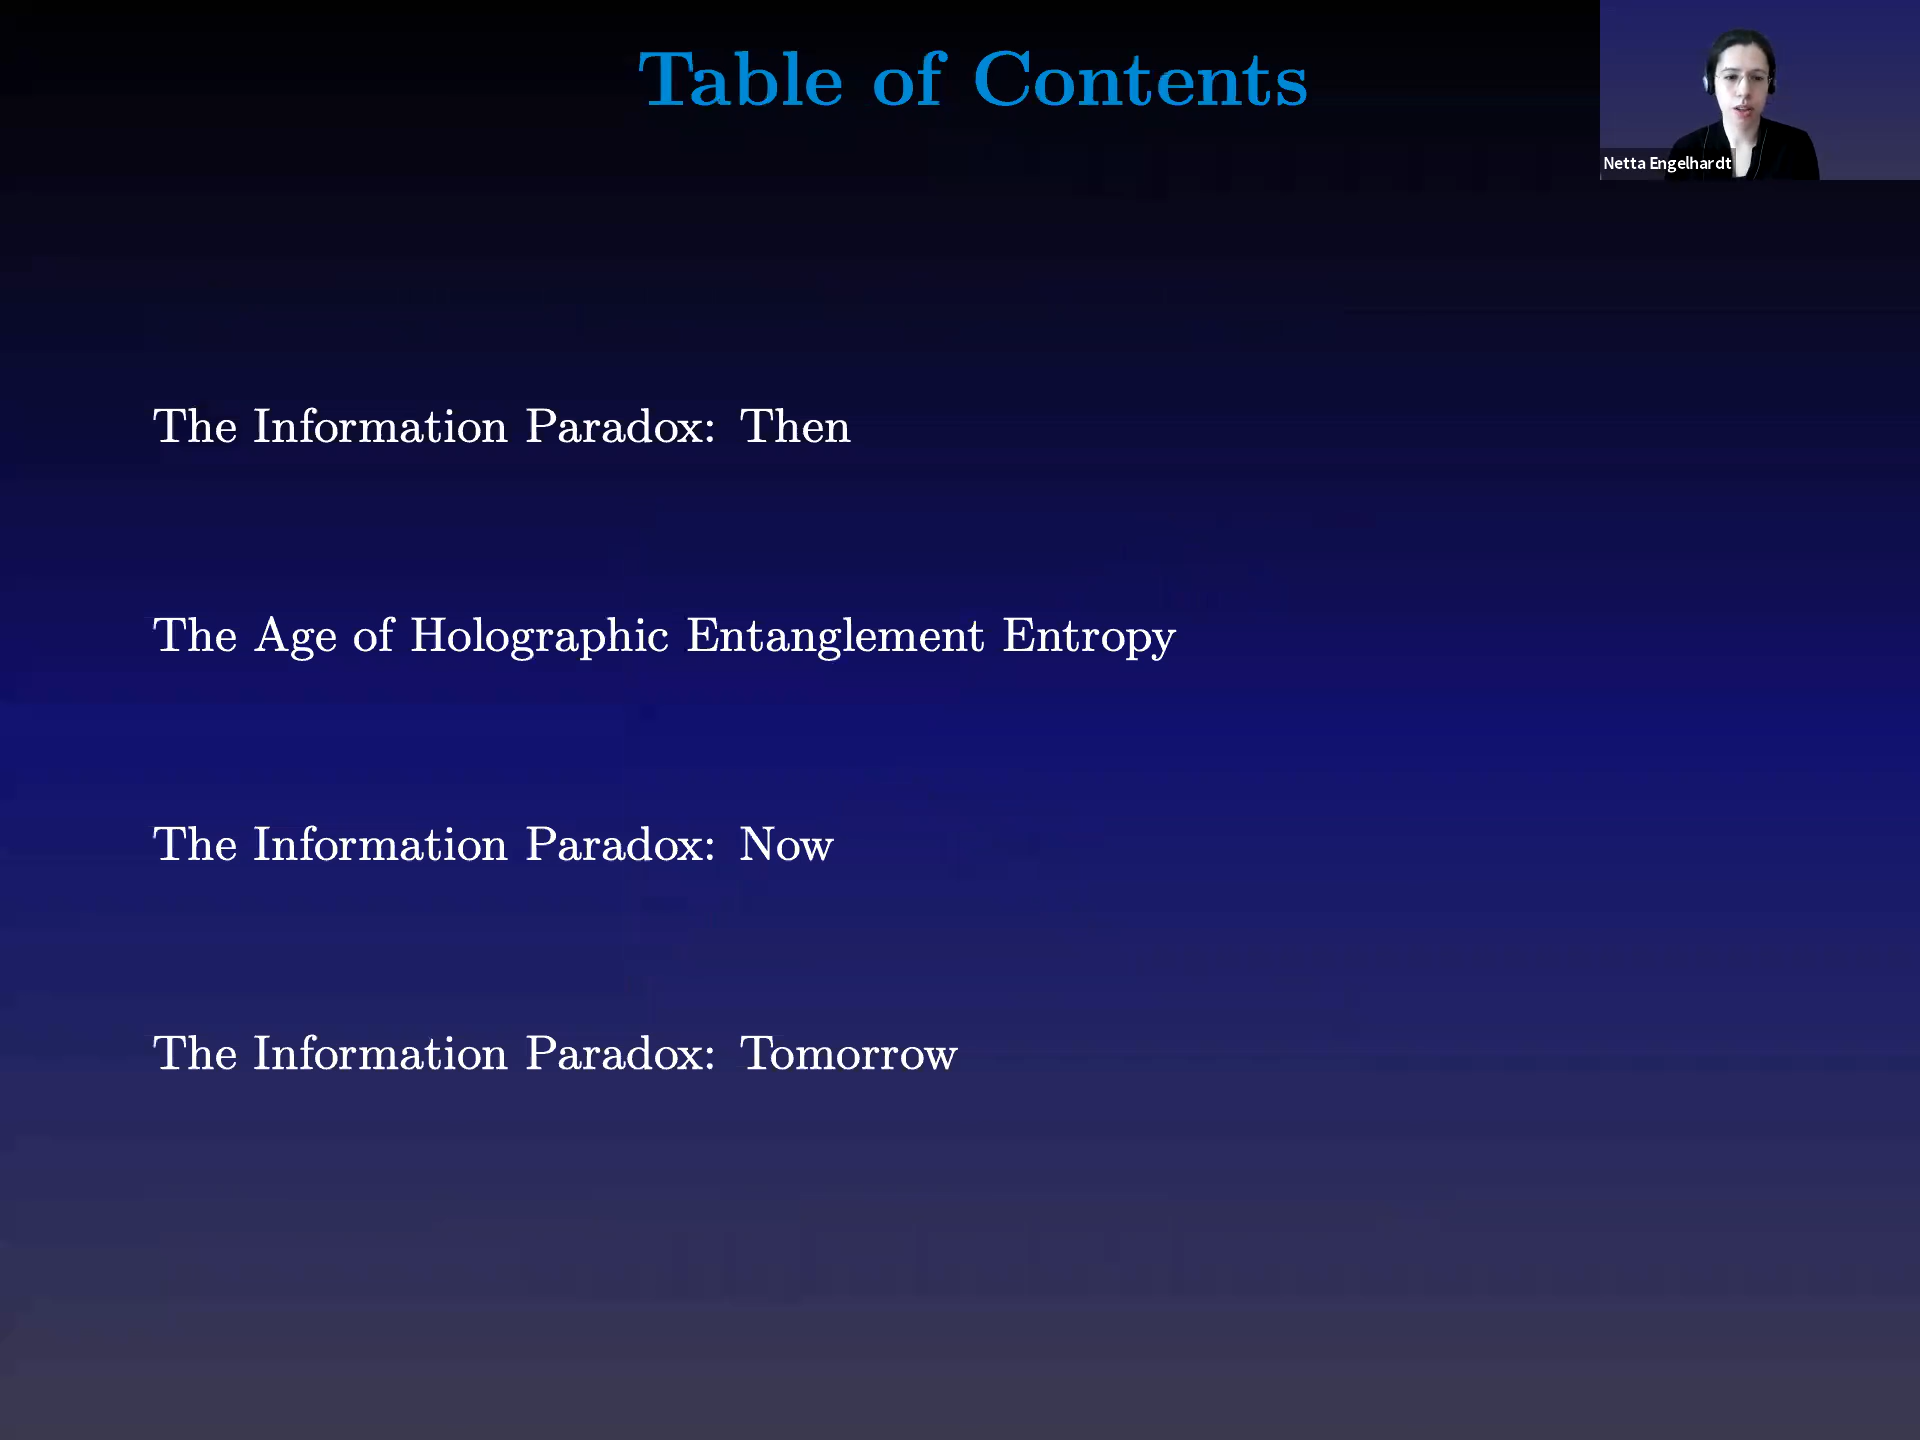 Table of Contents
Netta Engelhardt
The Information Paradox: Then
The Age of Holographic Entanglement Entropy
The Information Paradox: Now
The Information Paradox: Tomorrow